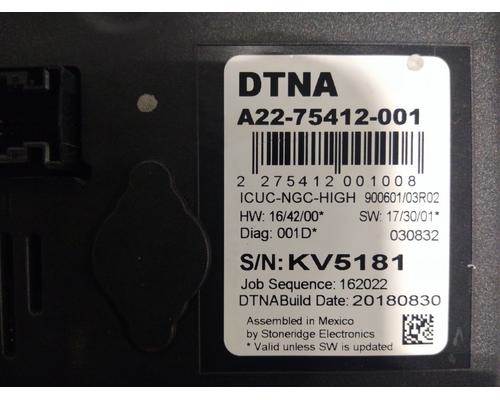 DTNA
A22-75412-001
2 275412 001008
ICUC-NGC-HIGH 900601/03R02
HW: 16/42/00* SW: 17/30/01*
Diag: 001D* 030832
S/N: KV5181
Job Sequence: 162022
DTNABuild Date: 20180830
Assembled in Mexico
by Stoneridge Electronics
* Valid unless SW is updated